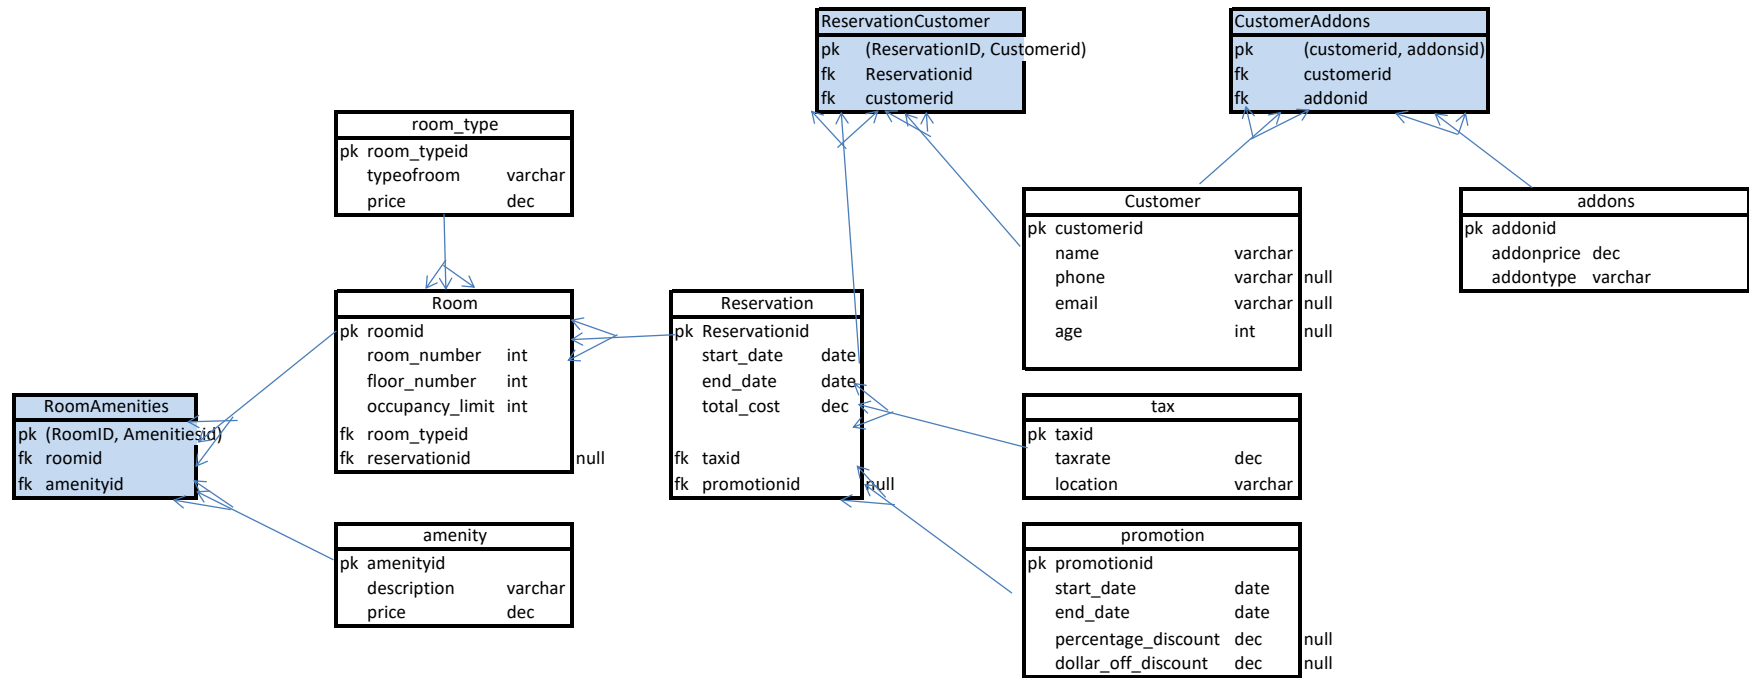 ReservationCustomer
pk (ReservationID, Customerid)
fk Reservationid
fk customerid
CustomerAddons
pk (customerid, addonsid)
fk customerid
fk addonid
room_type
pk room_typeid
typeofroom varchar
price dec
Customer
pk customerid
name varchar
phone varchar null
email varchar null
age int null
addons
pk addonid
addonprice dec
addontype varchar
Room
pk roomid
room_number int
floor_number int
occupancy_limit int
fk room_typeid
fk reservationid null
Reservation
pk Reservationid
start_date date
end_date date
total_cost dec
fk taxid
fk promotionid null
RoomAmenities
pk (RoomID, Amenitiesid)
fk roomid
fk amenityid
tax
pk taxid
taxrate dec
location varchar
amenity
pk amenityid
description varchar
price dec
promotion
pk promotionid
start_date date
end_date date
percentage_discount dec null
dollar_off_discount dec null